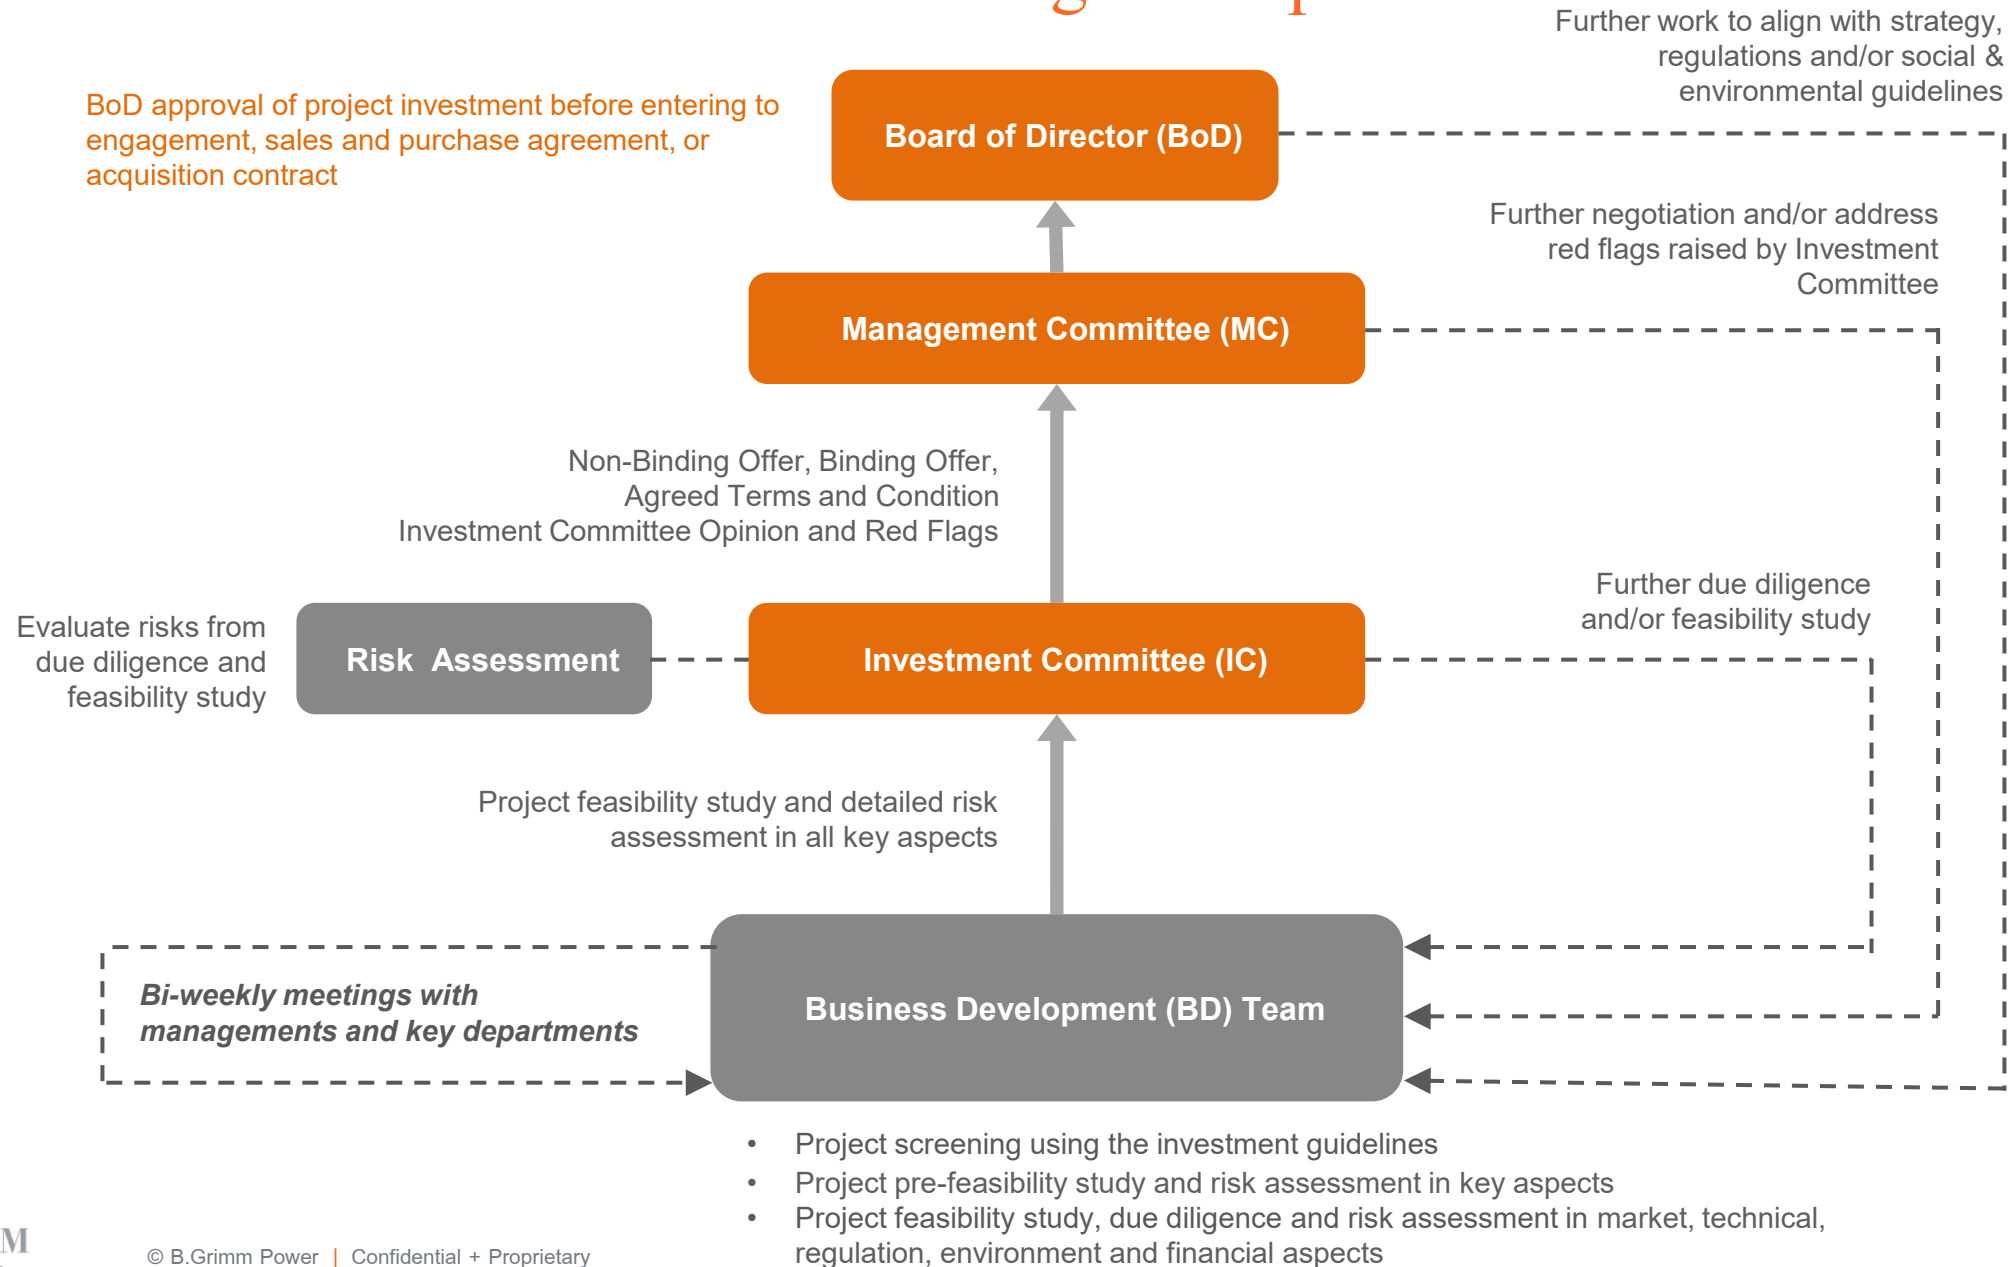 Further work to align with strategy,
regulations and/or social &
environmental guidelines
BoD approval of project investment before entering to
engagement, sales and purchase agreement, or
acquisition contract
Board of Director (BoD)
Further negotiation and/or address
red flags raised by Investment
Committee
Management Committee (MC)
Non-Binding Offer, Binding Offer,
Agreed Terms and Condition
Investment Committee Opinion and Red Flags
Further due diligence
and/or feasibility study
Evaluate risks from
due diligence and
feasibility study
Risk Assessment
Investment Committee (IC)
Project feasibility study and detailed risk
assessment in all key aspects
Bi-weekly meetings with
managements and key departments
Business Development (BD) Team
• Project screening using the investment guidelines
• Project pre-feasibility study and risk assessment in key aspects
• Project feasibility study, due diligence and risk assessment in market, technical,
regulation, environment and financial aspects
M
© B.Grimm Power | Confidential + Proprietary